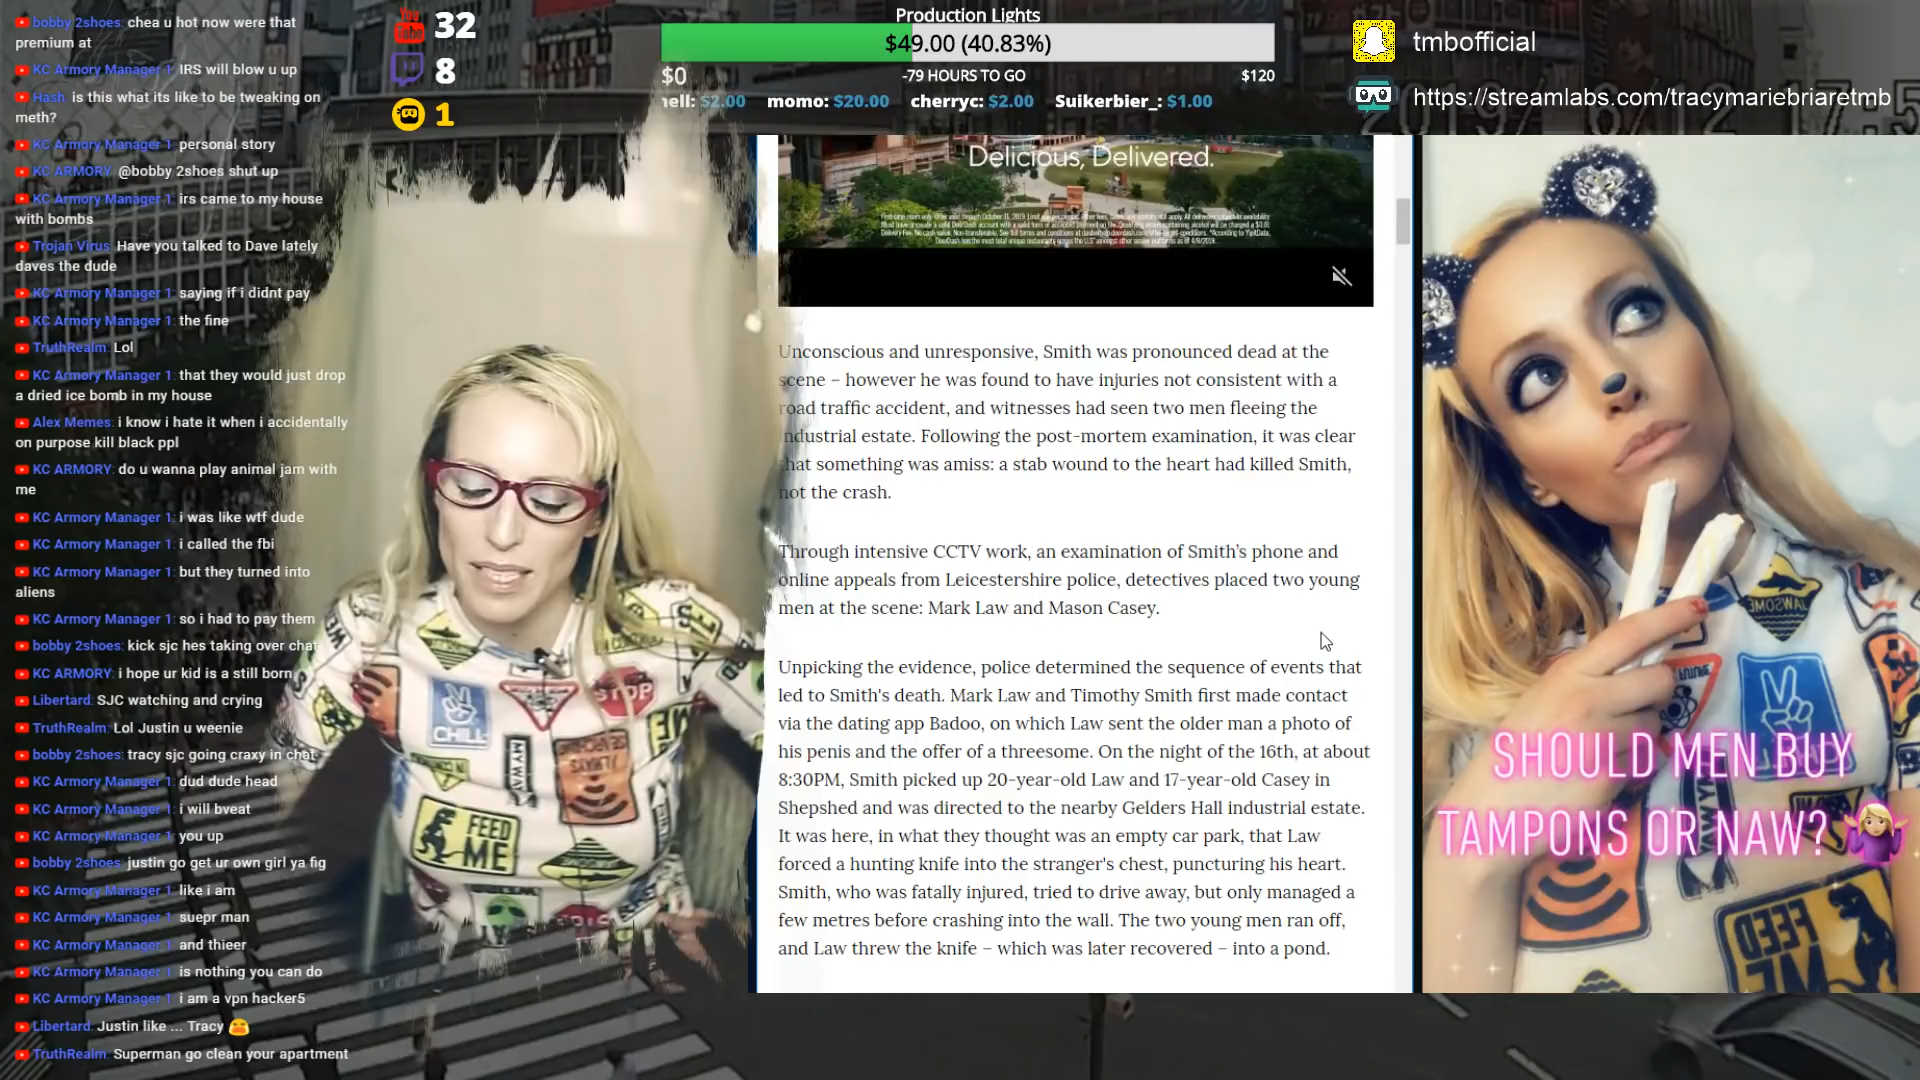 bobby 2shoes: chea u hot now were that
premium at
KC Armory Manager 1: IRS will blow u up
Hash: is this what its like to be tweaking on
meth?
KC Armory Manager 1: personal story
KC ARMORY: @bobby 2shoes shut up
KC Armory Manager 1: irs came to my house
with bombs
Trojan Virus: Have you talked to Dave lately
daves the dude
KC Armory Manager 1: saying if i didnt pay
KC Armory Manager 1: the fine
TruthRealm: Lol
KC Armory Manager 1: that they would just drop
a dried ice bomb in my house
Alex Memes: i know i hate it when i accidentally
on purpose kill black ppl
KC ARMORY: do u wanna play animal jam with
me
KC Armory Manager 1: i was like wtf dude
KC Armory Manager 1: i called the fbi
KC Armory Manager 1: but they turned into
aliens
KC Armory Manager 1: so i had to pay them
bobby 2shoes: kick sjc hes taking over chat
KC ARMORY: i hope ur kid is a still born
Libertard: SJC watching and crying
TruthRealm: Lol Justin u weenie
bobby 2shoes: tracy sjc going craxy in chat
KC Armory Manager 1: dud dude head
KC Armory Manager 1: i will bveat
KC Armory Manager 1: you up
bobby 2shoes: justin go get ur own girl ya fig
KC Armory Manager 1: like i am
KC Armory Manager 1: suepr man
KC Armory Manager 1: and thieer
KC Armory Manager 1: is nothing you can do
KC Armory Manager 1: i am a vpn hacker5
Libertard: Justin like ... Tracy 😫
TruthRealm: Superman go clean your apartment
You Tube 32
8
1
Production Lights
$49.00 (40.83%)
$0 -79 HOURS TO GO $120
nell: $2.00 momo: $20.00 cherryc: $2.00 Suikerbier_: $1.00
tmbofficial
https://streamlabs.com/tracymariebriaretmb
Delicious, Delivered.
Unconscious and unresponsive, Smith was pronounced dead at the
scene – however he was found to have injuries not consistent with a
road traffic accident, and witnesses had seen two men fleeing the
industrial estate. Following the post-mortem examination, it was clear
that something was amiss: a stab wound to the heart had killed Smith,
not the crash.
Through intensive CCTV work, an examination of Smith's phone and
online appeals from Leicestershire police, detectives placed two young
men at the scene: Mark Law and Mason Casey.
Unpicking the evidence, police determined the sequence of events that
led to Smith's death. Mark Law and Timothy Smith first made contact
via the dating app Badoo, on which Law sent the older man a photo of
his penis and the offer of a threesome. On the night of the 16th, at about
8:30PM, Smith picked up 20-year-old Law and 17-year-old Casey in
Shepshed and was directed to the nearby Gelders Hall industrial estate.
It was here, in what they thought was an empty car park, that Law
forced a hunting knife into the stranger's chest, puncturing his heart.
Smith, who was fatally injured, tried to drive away, but only managed a
few metres before crashing into the wall. The two young men ran off,
and Law threw the knife – which was later recovered – into a pond.
STOP
CHILL
MY WAY
FEED
ME
JAWSOME
SHOULD MEN BUY
TAMPONS OR NAW? 🤷🏼‍♀️
FEED
ME